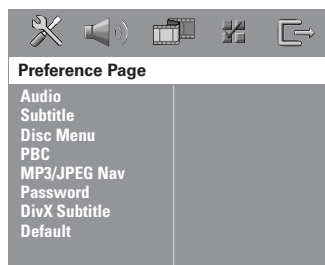 Preference Page
Audio
Subtitle
Disc Menu
PBC
MP3/JPEG Nav
Password
DivX Subtitle
Default